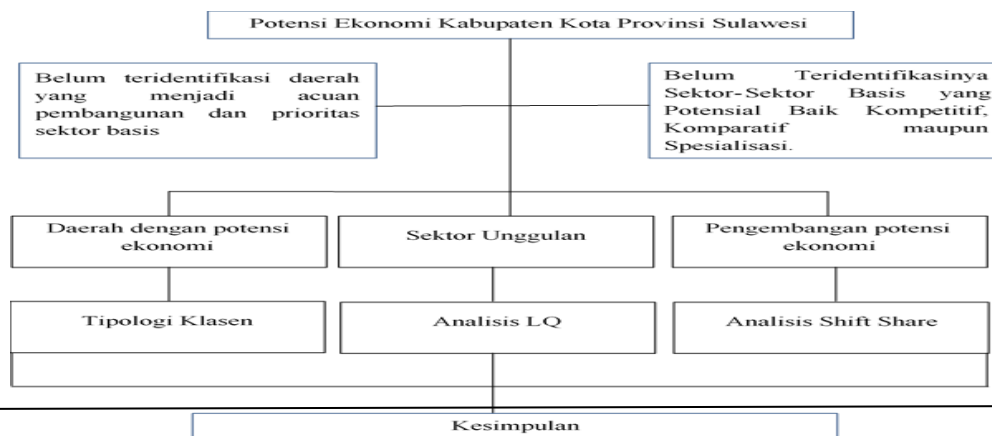 Potensi Ekonomi Kabupaten Kota Provinsi Sulawesi
Belum teridentifikasi daerah
yang menjadi acuan
pembangunan dan prioritas
sektor basis
Belum Teridentifikasinya
Sektor-Sektor Basis yang
Potensial Baik Kompetitif,
Komparatif maupun
Spesialisasi.
Daerah dengan potensi
ekonomi
Sektor Unggulan
Pengembangan potensi
ekonomi
Tipologi Klasen
Analisis LQ
Analisis Shift Share
Kesimpulan